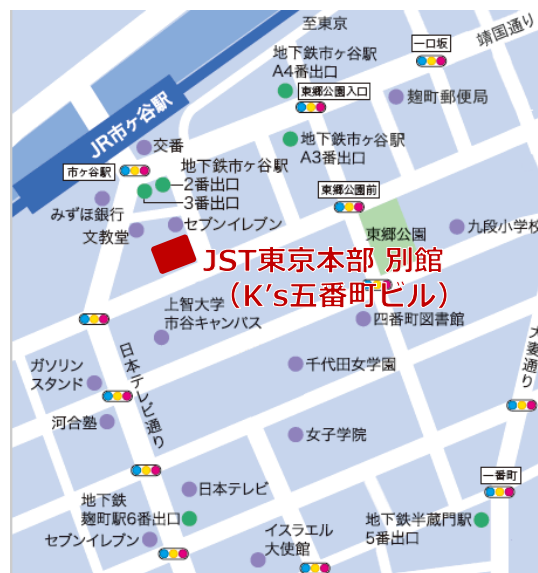 至東京
靖国通り
一口坂
地下鉄市ヶ谷駅
A4番出口
東郷公園入口
麹町郵便局
JR市ヶ谷駅
交番
地下鉄市ヶ谷駅
A3番出口
市ヶ谷駅
地下鉄市ヶ谷駅
2番出口
3番出口
東郷公園前
みずほ銀行
セブンイレブン
文教堂
東郷公園
九段小学校
JST東京本部 別館
（K’s五番町ビル）
上智大学
市谷キャンパス
四番町図書館
日本テレビ通り
ガソリン
スタンド
千代田女学園
大妻通り
河合塾
女子学院
一番町
日本テレビ
地下鉄
麹町駅6番出口
地下鉄半蔵門駅
5番出口
セブンイレブン
イスラエル
大使館